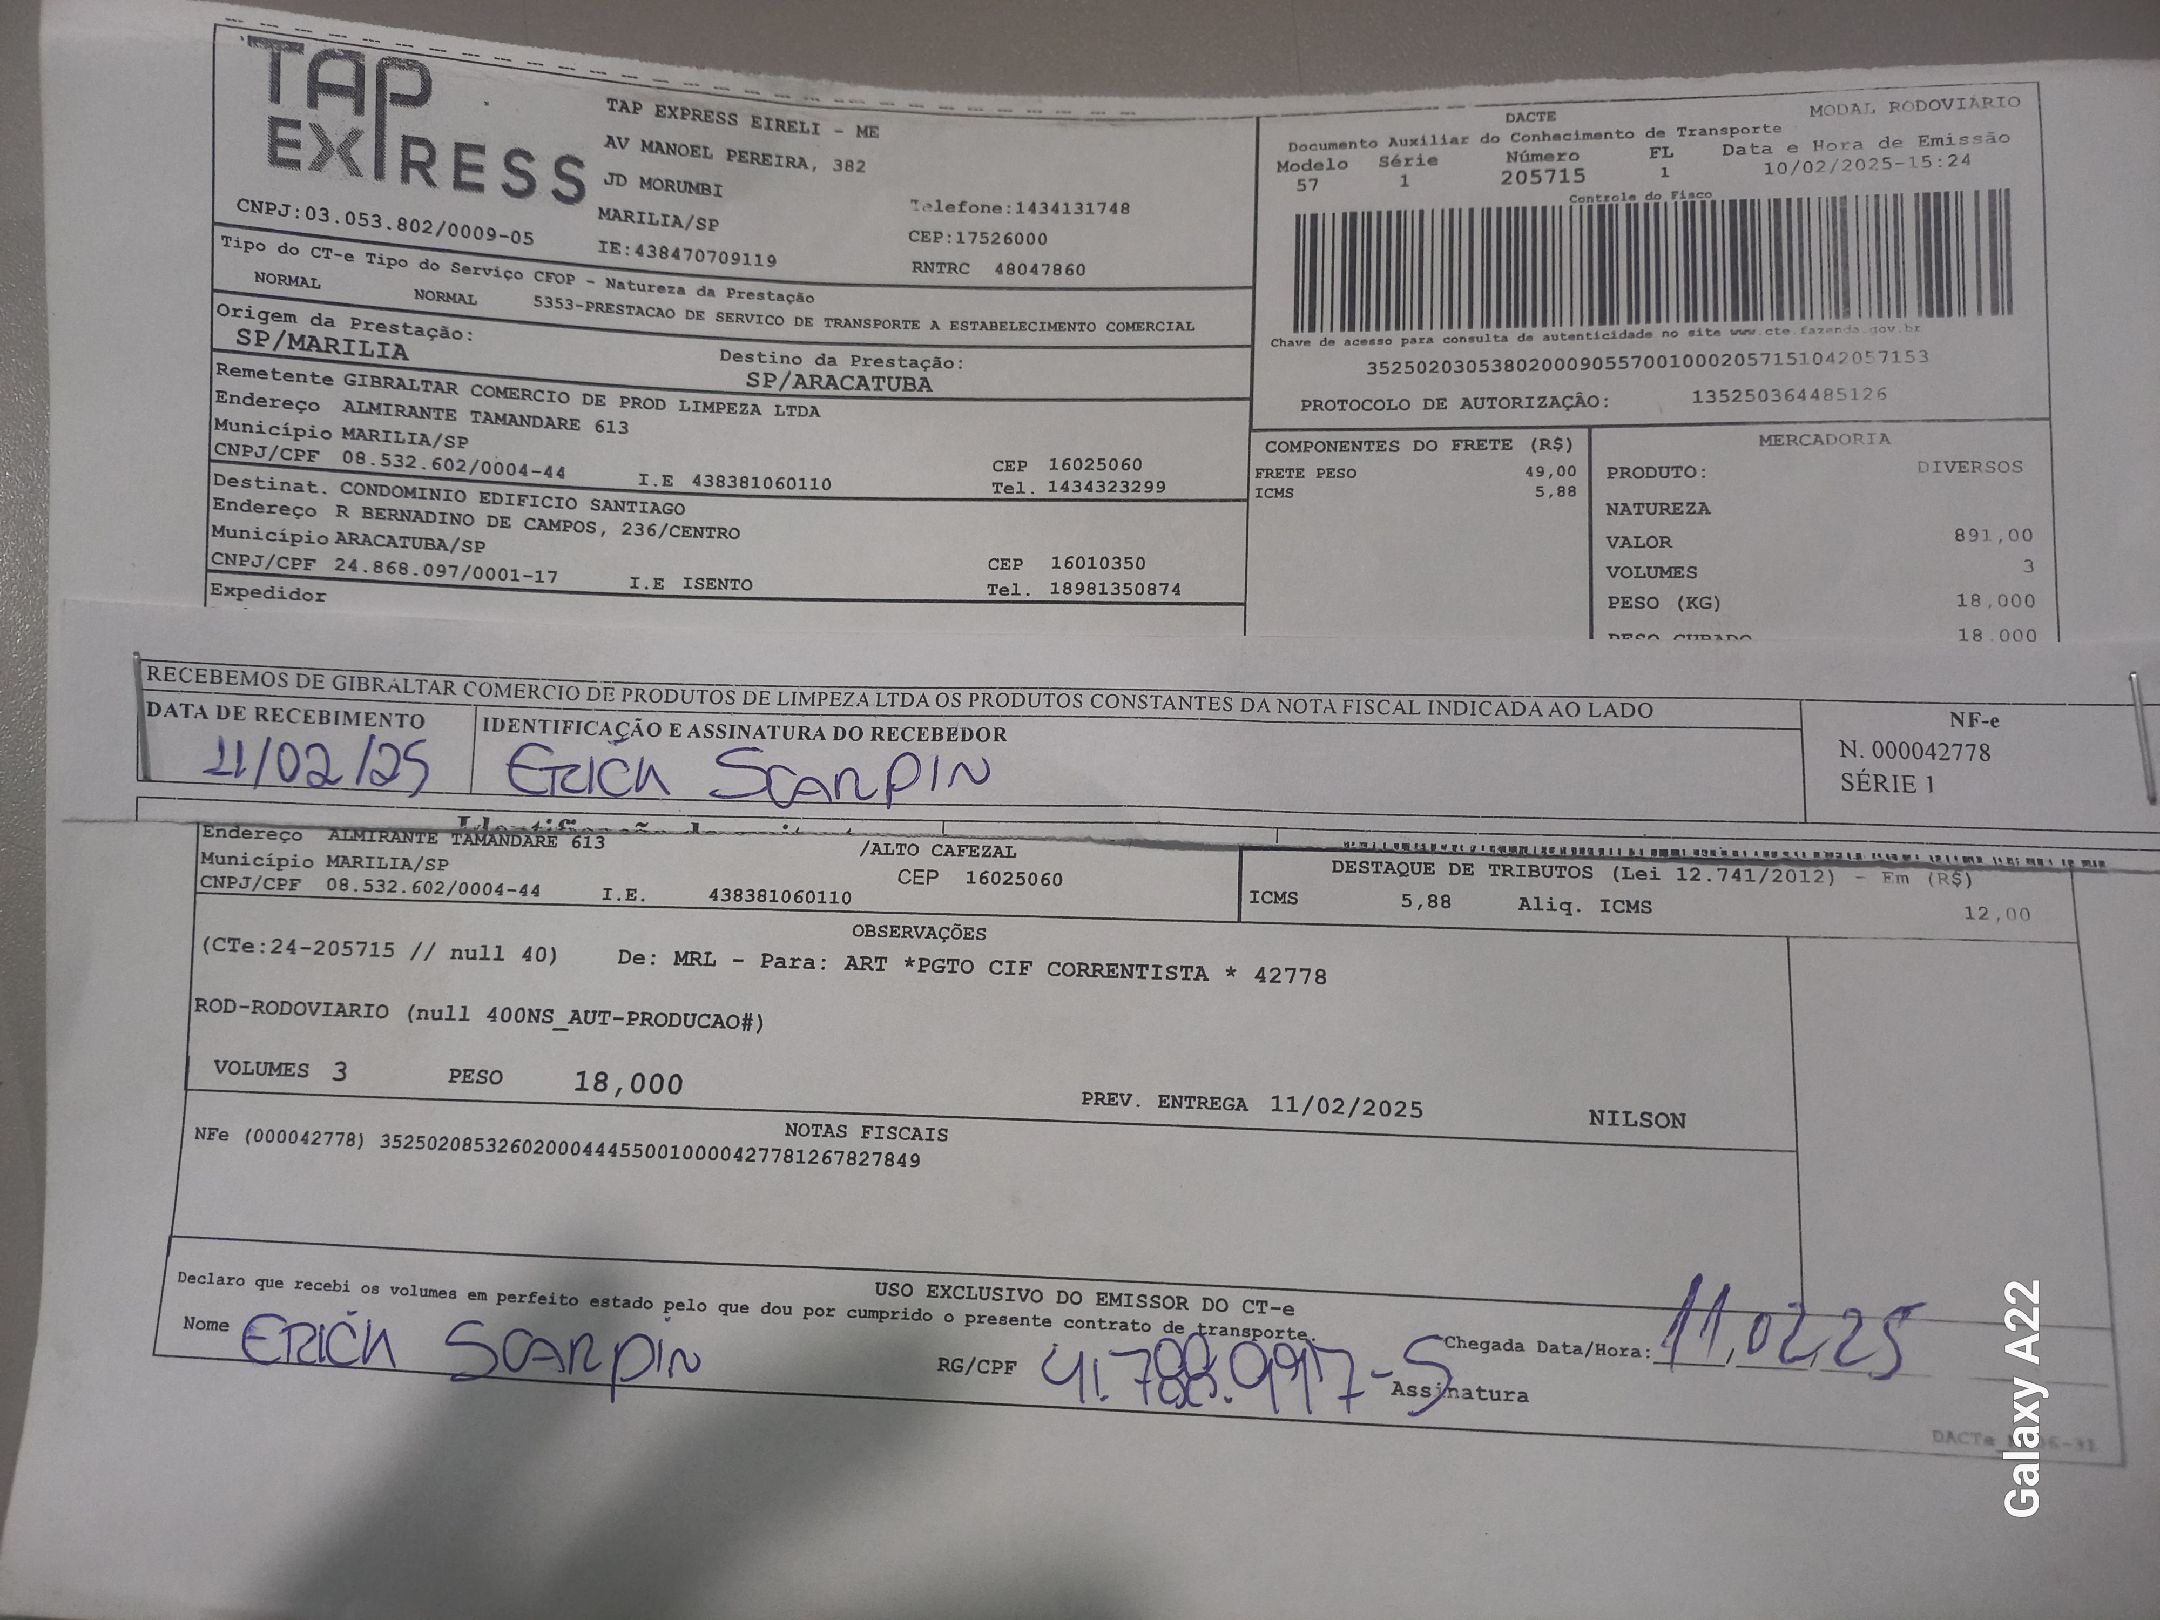 TAP EXPRESS
TAP EXPRESS EIRELI - ME
AV MANOEL PEREIRA, 382
JD MORUMBI
MARILIA/SP
IE:438470709119
Telefone:1434131748
CEP:17526000
RNTRC 48047860
CNPJ:03.053.802/0009-05
DACTE
MODAL RODOVIÁRIO
Documento Auxiliar do Conhecimento de Transporte
Modelo Série Número FL Data e Hora de Emissão
57 1 205715 1 10/02/2025-15:24
Controle do Fisco
Chave de acesso para consulta de autenticidade no site www.cte.fazenda.gov.br
35250203053802000905570010002057151042057153
PROTOCOLO DE AUTORIZAÇÃO: 135250364485126
Tipo do CT-e Tipo do Serviço CFOP - Natureza da Prestação
NORMAL NORMAL 5353-PRESTACAO DE SERVICO DE TRANSPORTE A ESTABELECIMENTO COMERCIAL
Origem da Prestação: Destino da Prestação:
SP/MARILIA SP/ARACATUBA
Remetente GIBRALTAR COMERCIO DE PROD LIMPEZA LTDA
Endereço ALMIRANTE TAMANDARE 613
Município MARILIA/SP CEP 16025060
CNPJ/CPF 08.532.602/0004-44 I.E 438381060110 Tel. 1434323299
Destinat. CONDOMINIO EDIFICIO SANTIAGO
Endereço R BERNADINO DE CAMPOS, 236/CENTRO
Município ARACATUBA/SP CEP 16010350
CNPJ/CPF 24.868.097/0001-17 I.E ISENTO Tel. 18981350874
Expedidor
COMPONENTES DO FRETE (R$)
FRETE PESO 49,00
ICMS 5,88
MERCADORIA
PRODUTO: DIVERSOS
NATUREZA
VALOR 891,00
VOLUMES 3
PESO (KG) 18,000
PESO CUBADO 18.000
RECEBEMOS DE GIBRALTAR COMERCIO DE PRODUTOS DE LIMPEZA LTDA OS PRODUTOS CONSTANTES DA NOTA FISCAL INDICADA AO LADO
DATA DE RECEBIMENTO IDENTIFICAÇÃO E ASSINATURA DO RECEBEDOR
11/02/25 ERICK SCARPIN
NF-e
N. 000042778
SÉRIE 1
Endereço ALMIRANTE TAMANDARE 613 /ALTO CAFEZAL
Município MARILIA/SP CEP 16025060
CNPJ/CPF 08.532.602/0004-44 I.E. 438381060110
DESTAQUE DE TRIBUTOS (Lei 12.741/2012) - Em (R$)
ICMS 5,88 Aliq. ICMS 12,00
OBSERVAÇÕES
(CTe:24-205715 // null 40) De: MRL - Para: ART *PGTO CIF CORRENTISTA * 42778
ROD-RODOVIARIO (null 400NS_AUT-PRODUCAO#)
VOLUMES 3 PESO 18,000 PREV. ENTREGA 11/02/2025 NILSON
NOTAS FISCAIS
NFe (000042778) 35250208532602000444550010000427781267827849
USO EXCLUSIVO DO EMISSOR DO CT-e
Declaro que recebi os volumes em perfeito estado pelo que dou por cumprido o presente contrato de transporte.
Nome ERICK SCARPIN RG/CPF 41.788.997-5 Chegada Data/Hora: 11,02,25
Assinatura
Galaxy A22